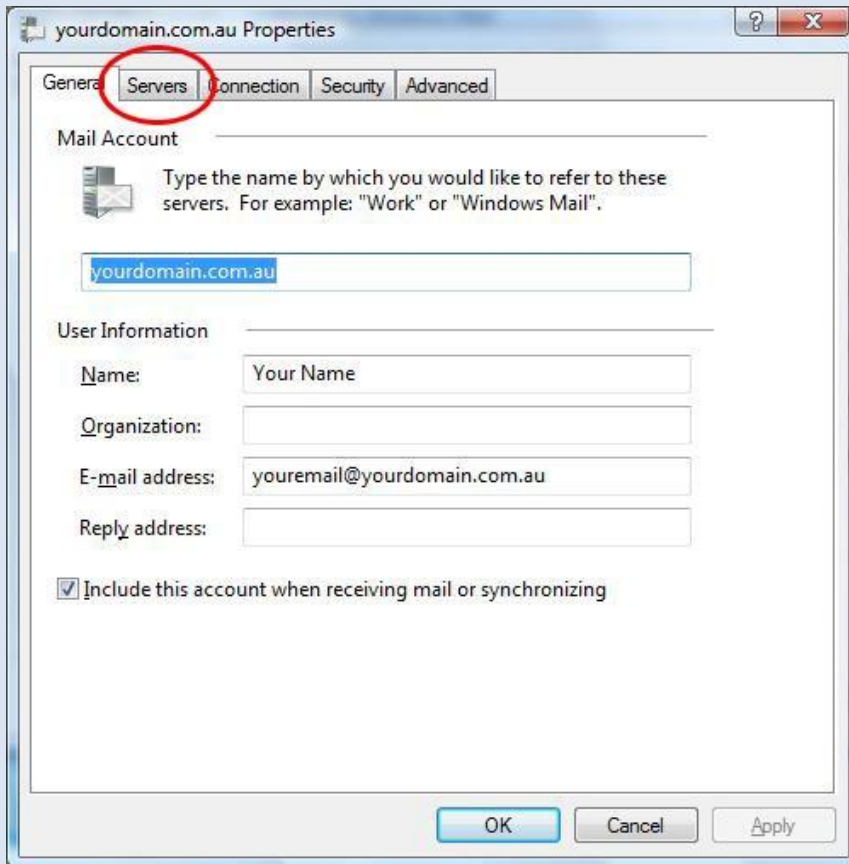 yourdomain.com.au Properties
?
X
General Servers Connection Security Advanced
Mail Account
Type the name by which you would like to refer to these
servers. For example: "Work" or "Windows Mail".
yourdomain.com.au
User Information
Name: Your Name
Organization:
E-mail address: youremail@yourdomain.com.au
Reply address:
Include this account when receiving mail or synchronizing
OK Cancel Apply